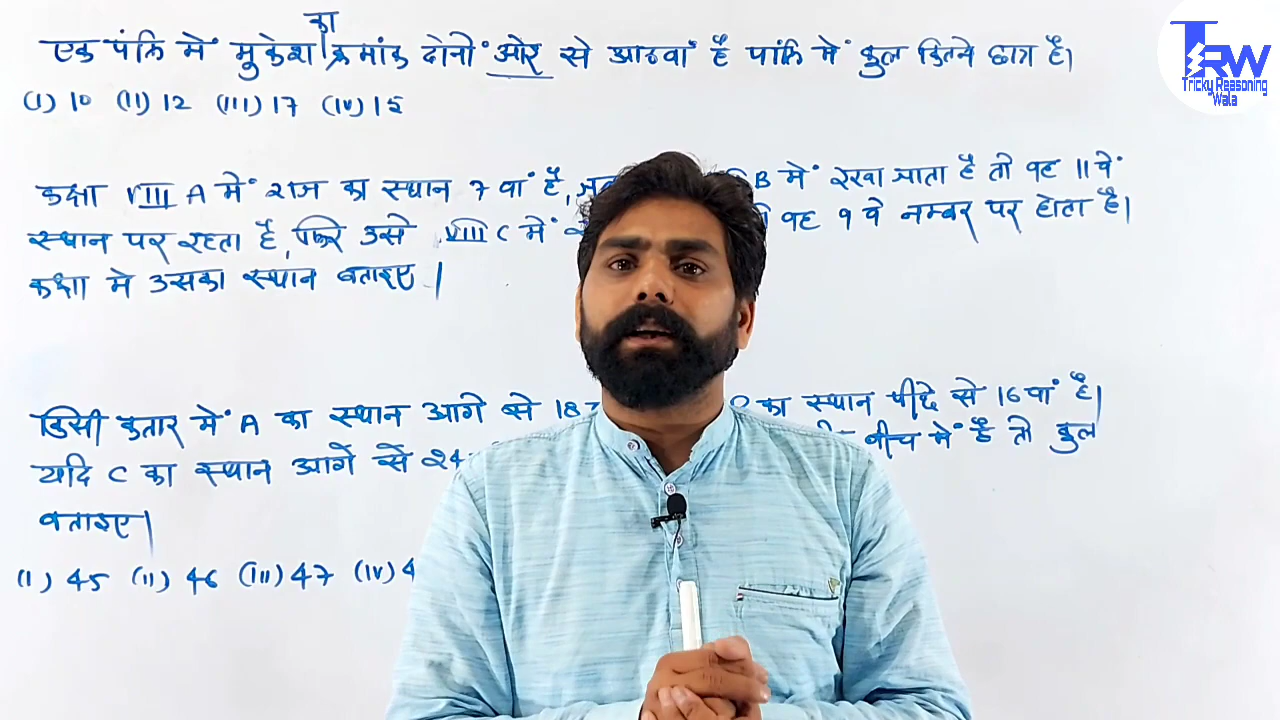 का
एक पंक्ति में मुकेश क्रमांक दोनों ओर से आठवां है पंक्ति में कुल कितने छात्र है।
(I) 10 (II) 12 (III) 17 (IV) 15
कक्षा VIII A में राज का स्थान 7 वां है, B में रखा जाता है तो वह 11 वे
स्थान पर रहता है, फिर उसे VIII C में वह 9 वे नम्बर पर होता है।
कक्षा मे उसका स्थान बताइए।
किसी कतार में A का स्थान आगे से 18 का स्थान पीछे से 16 वां है।
यदि C का स्थान आगे से 24 बीच में है तो कुल
बताइए।
(I) 45 (II) 46 (III) 47 (IV) 4
TRW
Tricky Reasoning
Wala